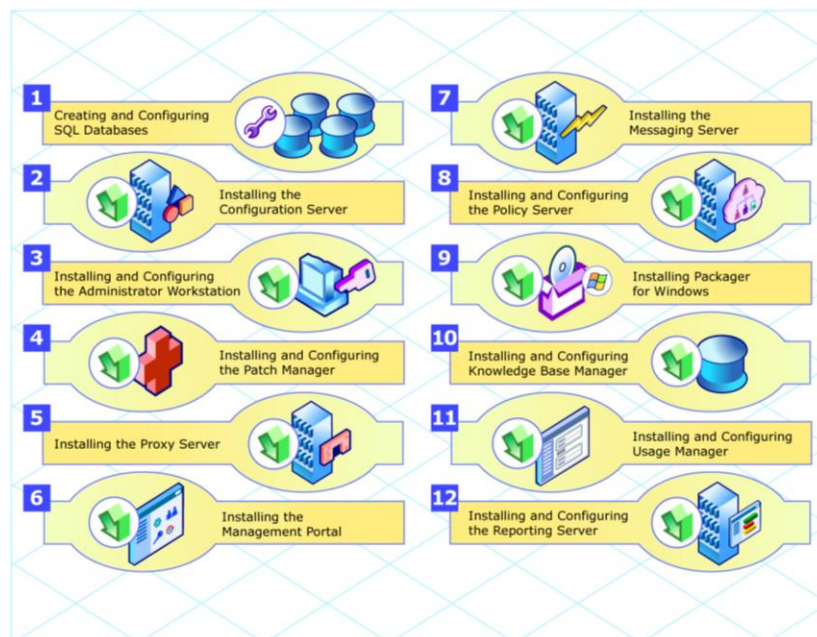 1
Creating and Configuring
SQL Databases
2
Installing the
Configuration Server
3
Installing and Configuring
the Administrator Workstation
4
Installing and Configuring
the Patch Manager
5
Installing the Proxy Server
6
Installing the
Management Portal
7
Installing the
Messaging Server
8
Installing and Configuring
the Policy Server
9
Installing Packager
for Windows
10
Installing and Configuring
Knowledge Base Manager
11
Installing and Configuring
Usage Manager
12
Installing and Configuring
the Reporting Server